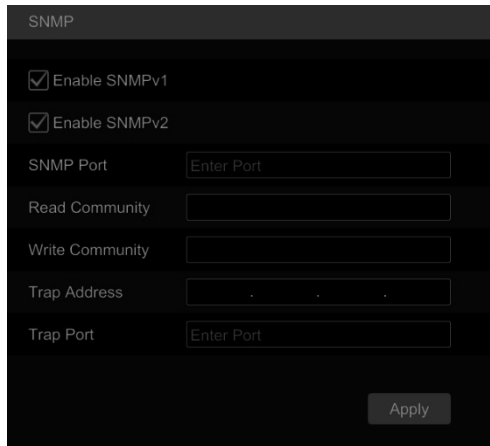 SNMP
Enable SNMPv1
Enable SNMPv2
SNMP Port Enter Port
Read Community
Write Community
Trap Address . . .
Trap Port Enter Port
Apply